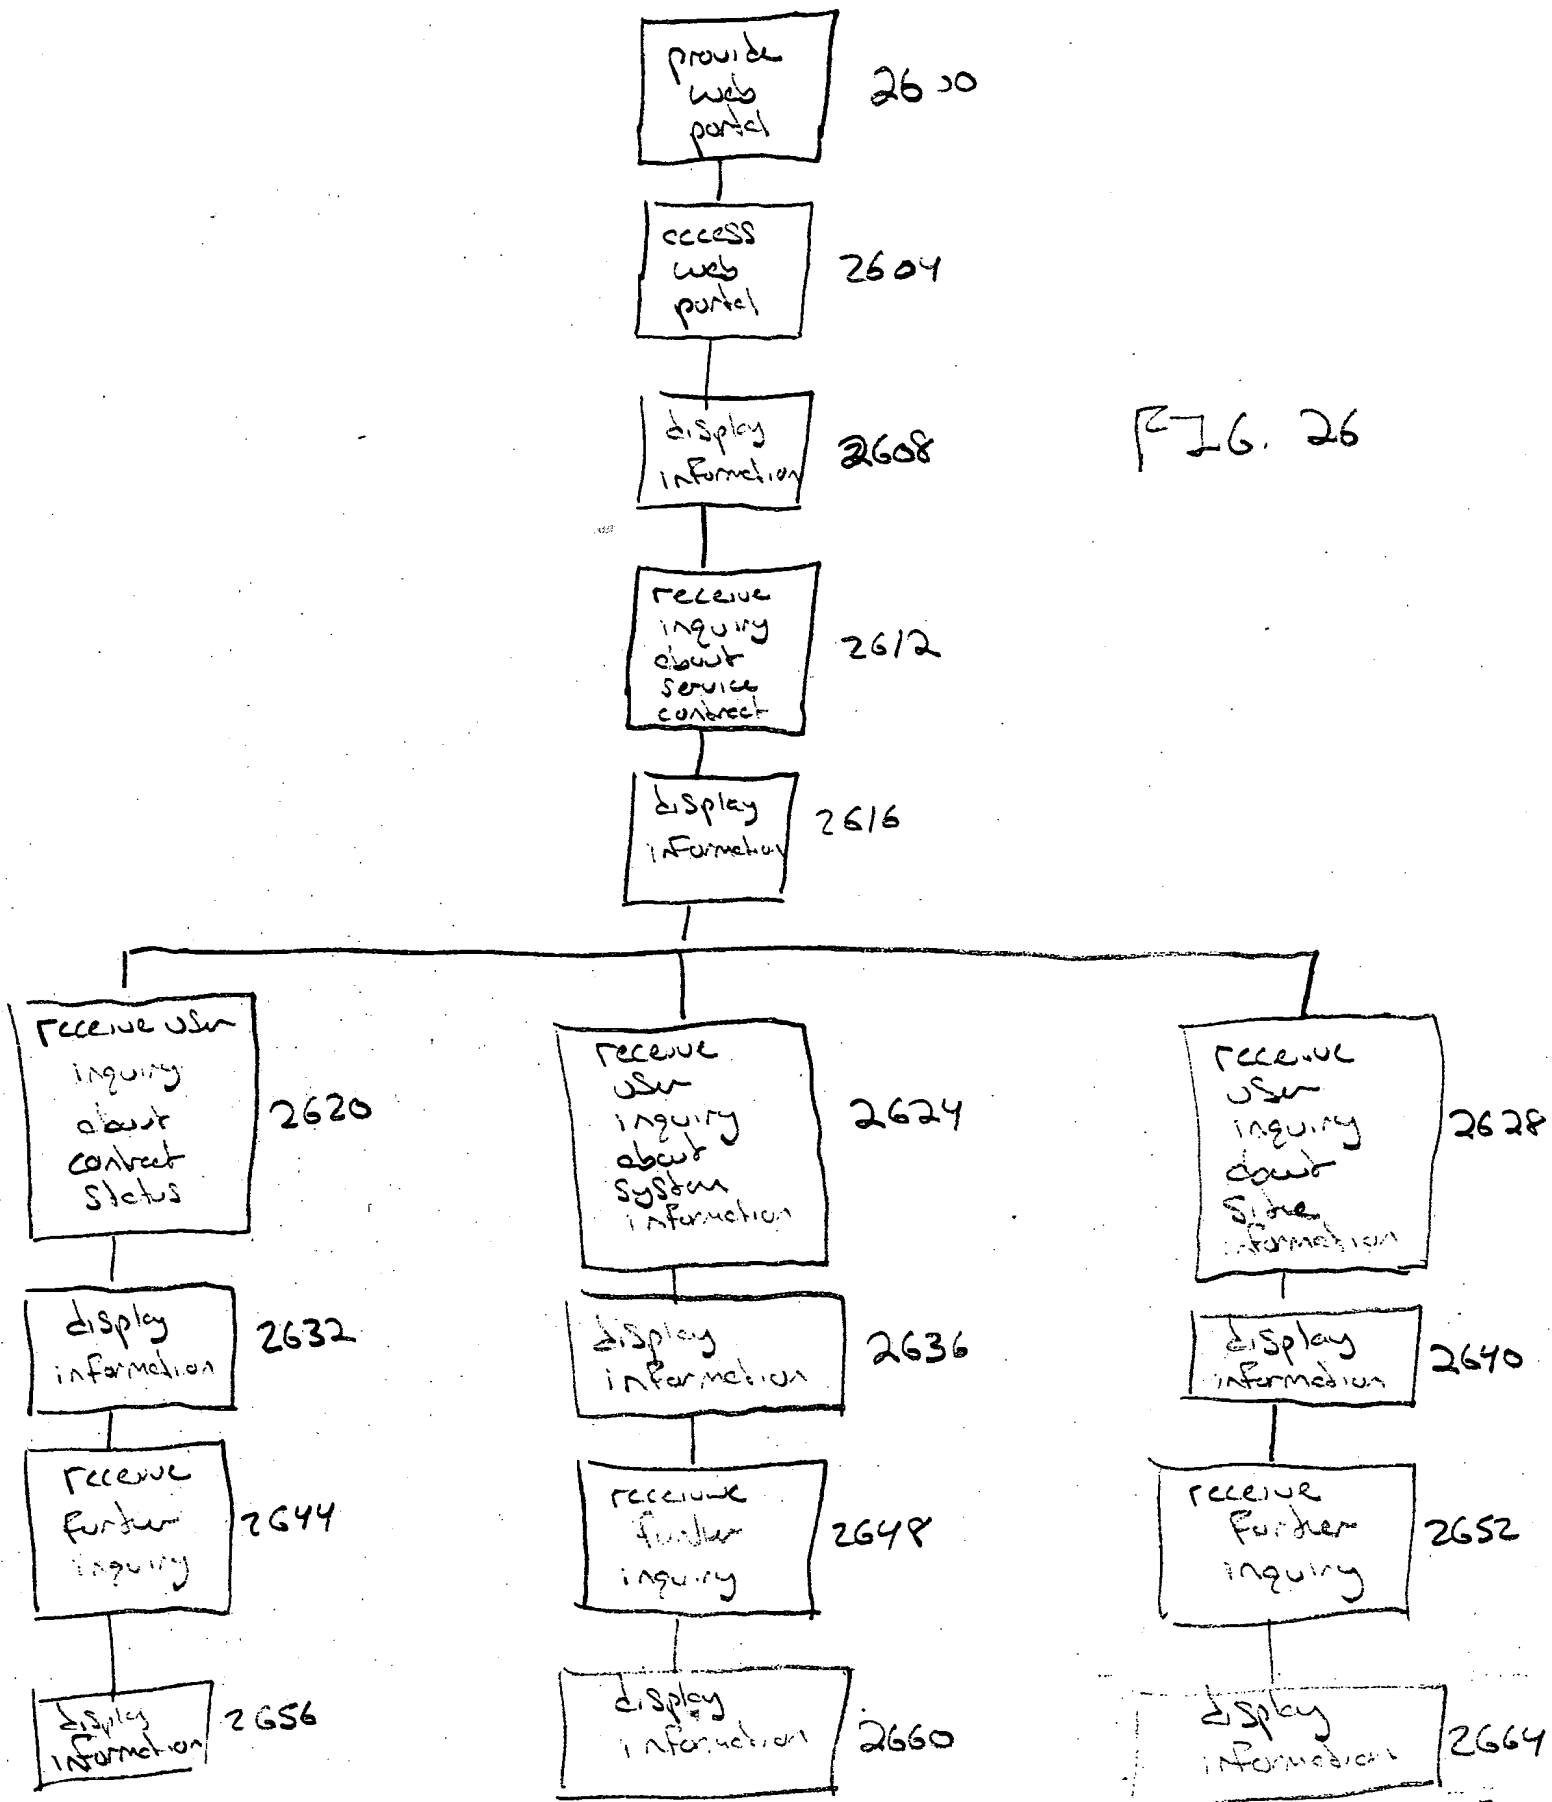 provide
web
portal
2600
access
web
portal
2604
display
information
2608
FIG. 26
receive
inquiry
about
service
contract
2612
display
information
2616
receive user
inquiry
about
contract
status
2620
receive
user
inquiry
about
system
information
2624
receive
user
inquiry
about
site
information
2628
display
information
2632
display
information
2636
display
information
2640
receive
further
inquiry
2644
receive
further
inquiry
2648
receive
further
inquiry
2652
display
information
2656
display
information
2660
display
information
2664